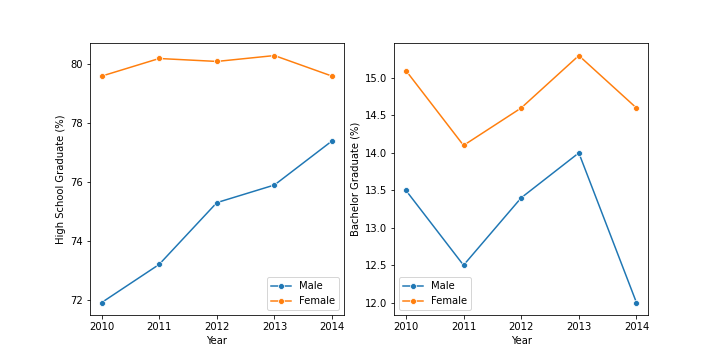 80
78
76
74
72
High School Graduate (%)
2010 2011 2012 2013 2014
Year
Male
Female
15.0
14.5
14.0
13.5
13.0
12.5
12.0
Bachelor Graduate (%)
2010 2011 2012 2013 2014
Year
Male
Female